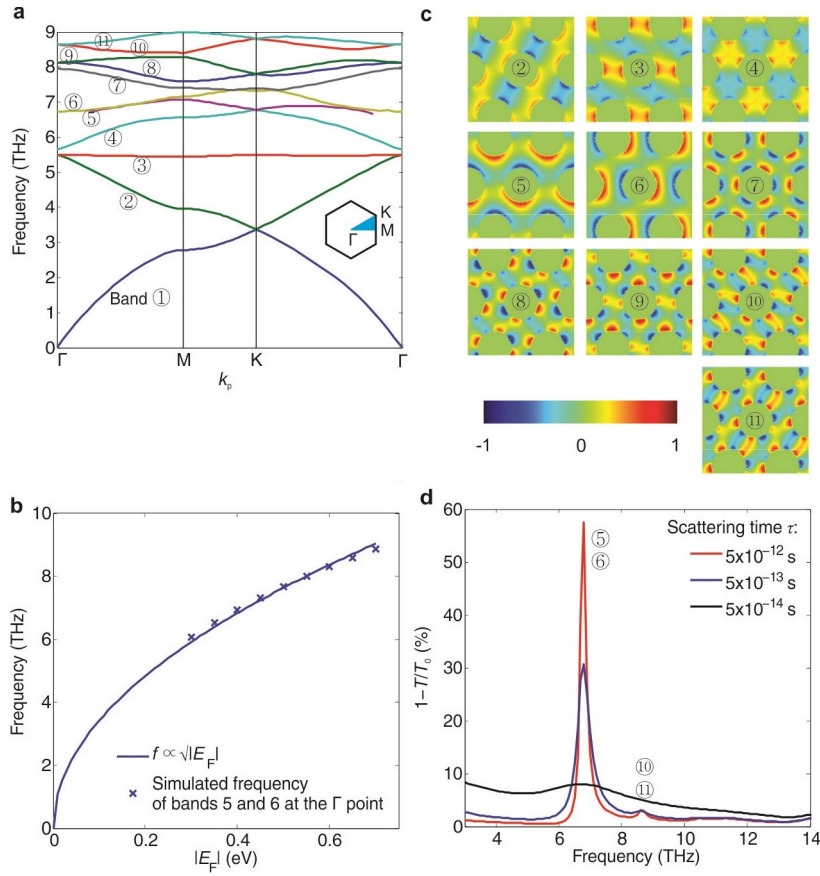 a
9
8
7
6
5
4
3
2
1
0
Frequency (THz)
⑪
⑩
⑨
⑧
⑦
⑥
⑤
④
③
②
Band ①
K
M
Γ
Γ
M
K
Γ
kₚ
c
②
③
④
⑤
⑥
⑦
⑧
⑨
⑩
⑪
-1
0
1
b
10
8
6
4
2
0
Frequency (THz)
f ∝ √|E_F|
Simulated frequency
of bands 5 and 6 at the Γ point
0
0.2
0.4
0.6
|E_F| (eV)
d
60
50
40
30
20
10
0
1−T/T₀ (%)
Scattering time τ:
5x10⁻¹² s
5x10⁻¹³ s
5x10⁻¹⁴ s
⑤
⑥
⑩
⑪
4
6
8
10
12
14
Frequency (THz)